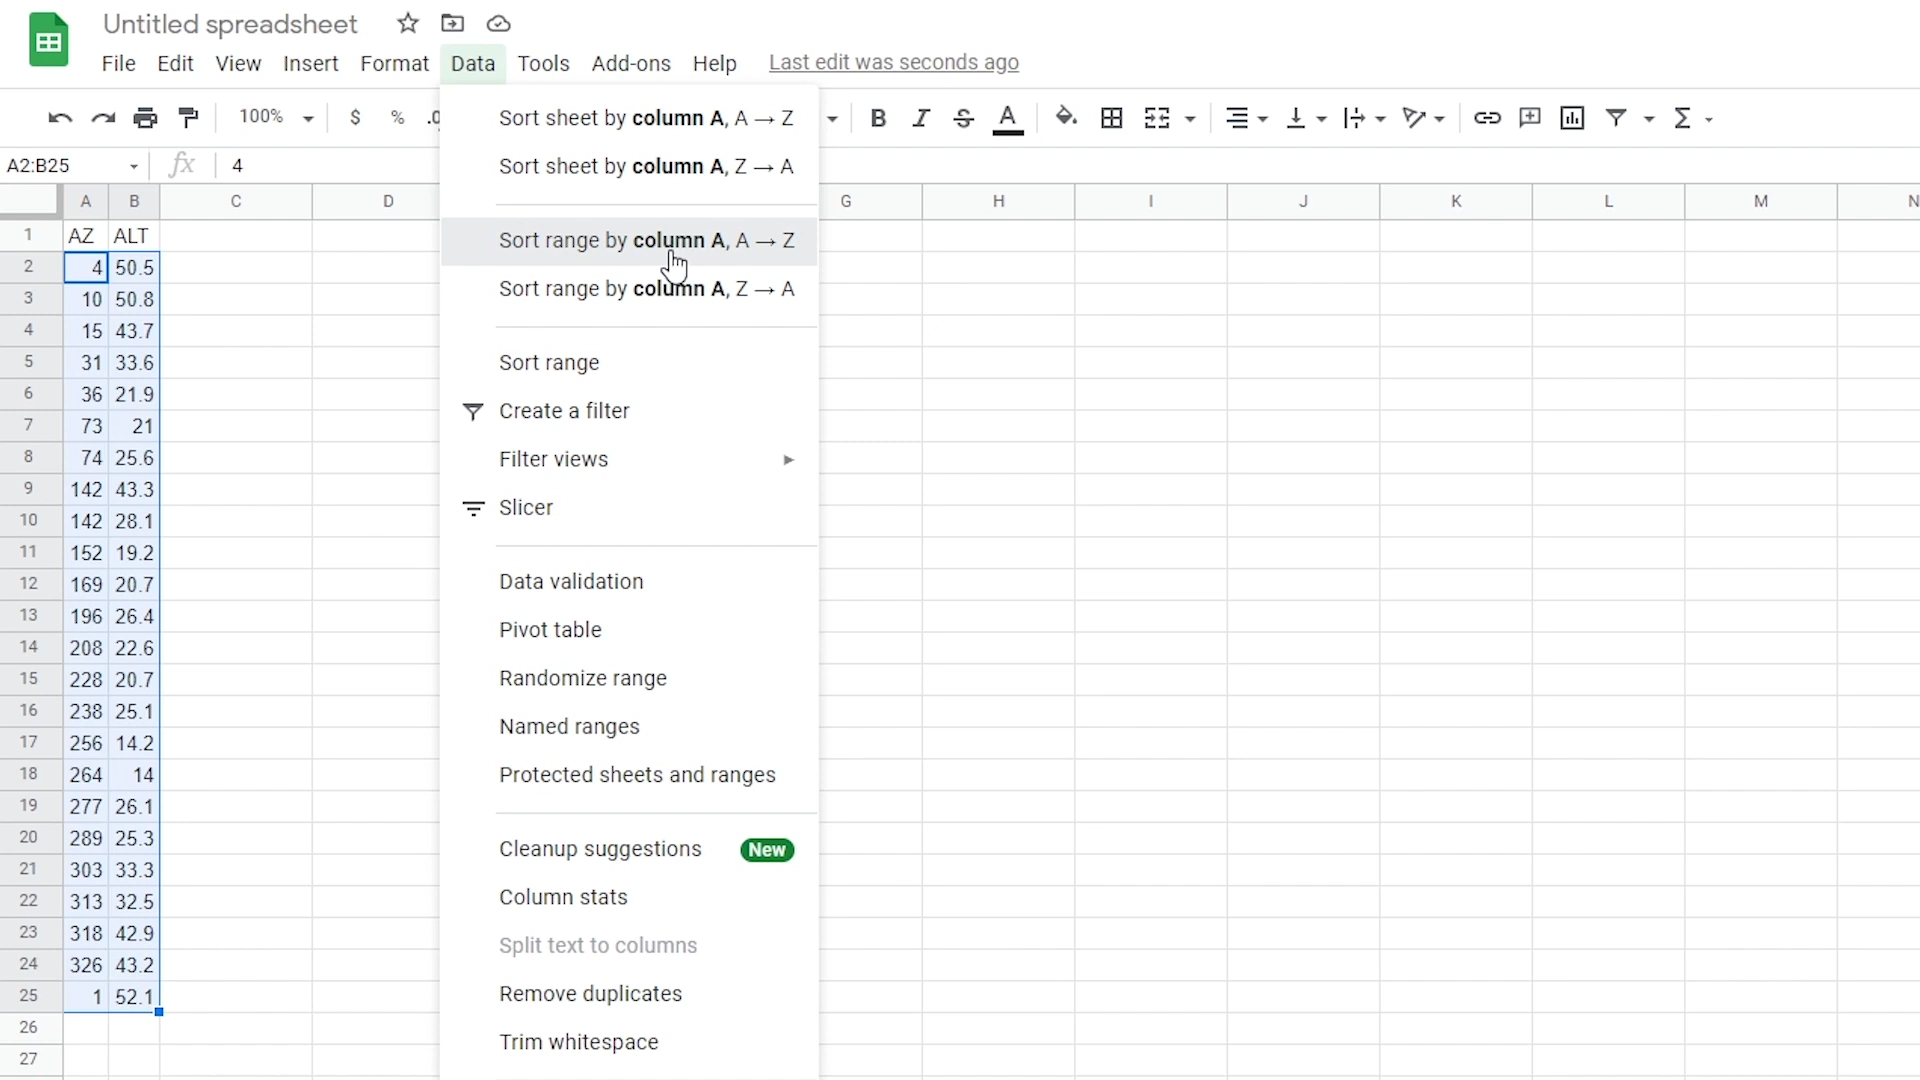 Untitled spreadsheet
File Edit View Insert Format Data Tools Add-ons Help Last edit was seconds ago
100% $ % .0 B I S A Σ
A2:B25 fx 4
A B C D G H I J K L M N
1 AZ ALT
2 4 50.5
3 10 50.8
4 15 43.7
5 31 33.6
6 36 21.9
7 73 21
8 74 25.6
9 142 43.3
10 142 28.1
11 152 19.2
12 169 20.7
13 196 26.4
14 208 22.6
15 228 20.7
16 238 25.1
17 256 14.2
18 264 14
19 277 26.1
20 289 25.3
21 303 33.3
22 313 32.5
23 318 42.9
24 326 43.2
25 1 52.1
26
27
Sort sheet by column A, A → Z
Sort sheet by column A, Z → A
Sort range by column A, A → Z
Sort range by column A, Z → A
Sort range
Create a filter
Filter views
Slicer
Data validation
Pivot table
Randomize range
Named ranges
Protected sheets and ranges
Cleanup suggestions New
Column stats
Split text to columns
Remove duplicates
Trim whitespace